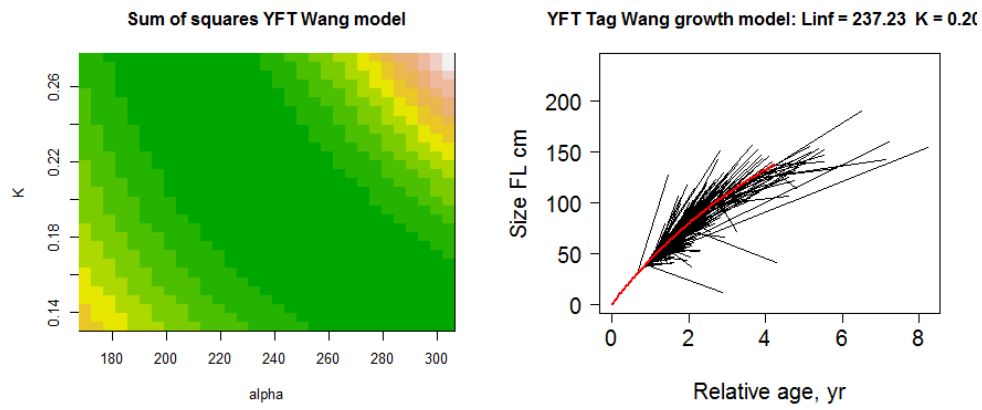 Sum of squares YFT Wang model
K
0.14
0.18
0.22
0.26
180 200 220 240 260 280 300
alpha
YFT Tag Wang growth model: Linf = 237.23 K = 0.20
Size FL cm
0
50
100
150
200
0 2 4 6 8
Relative age, yr